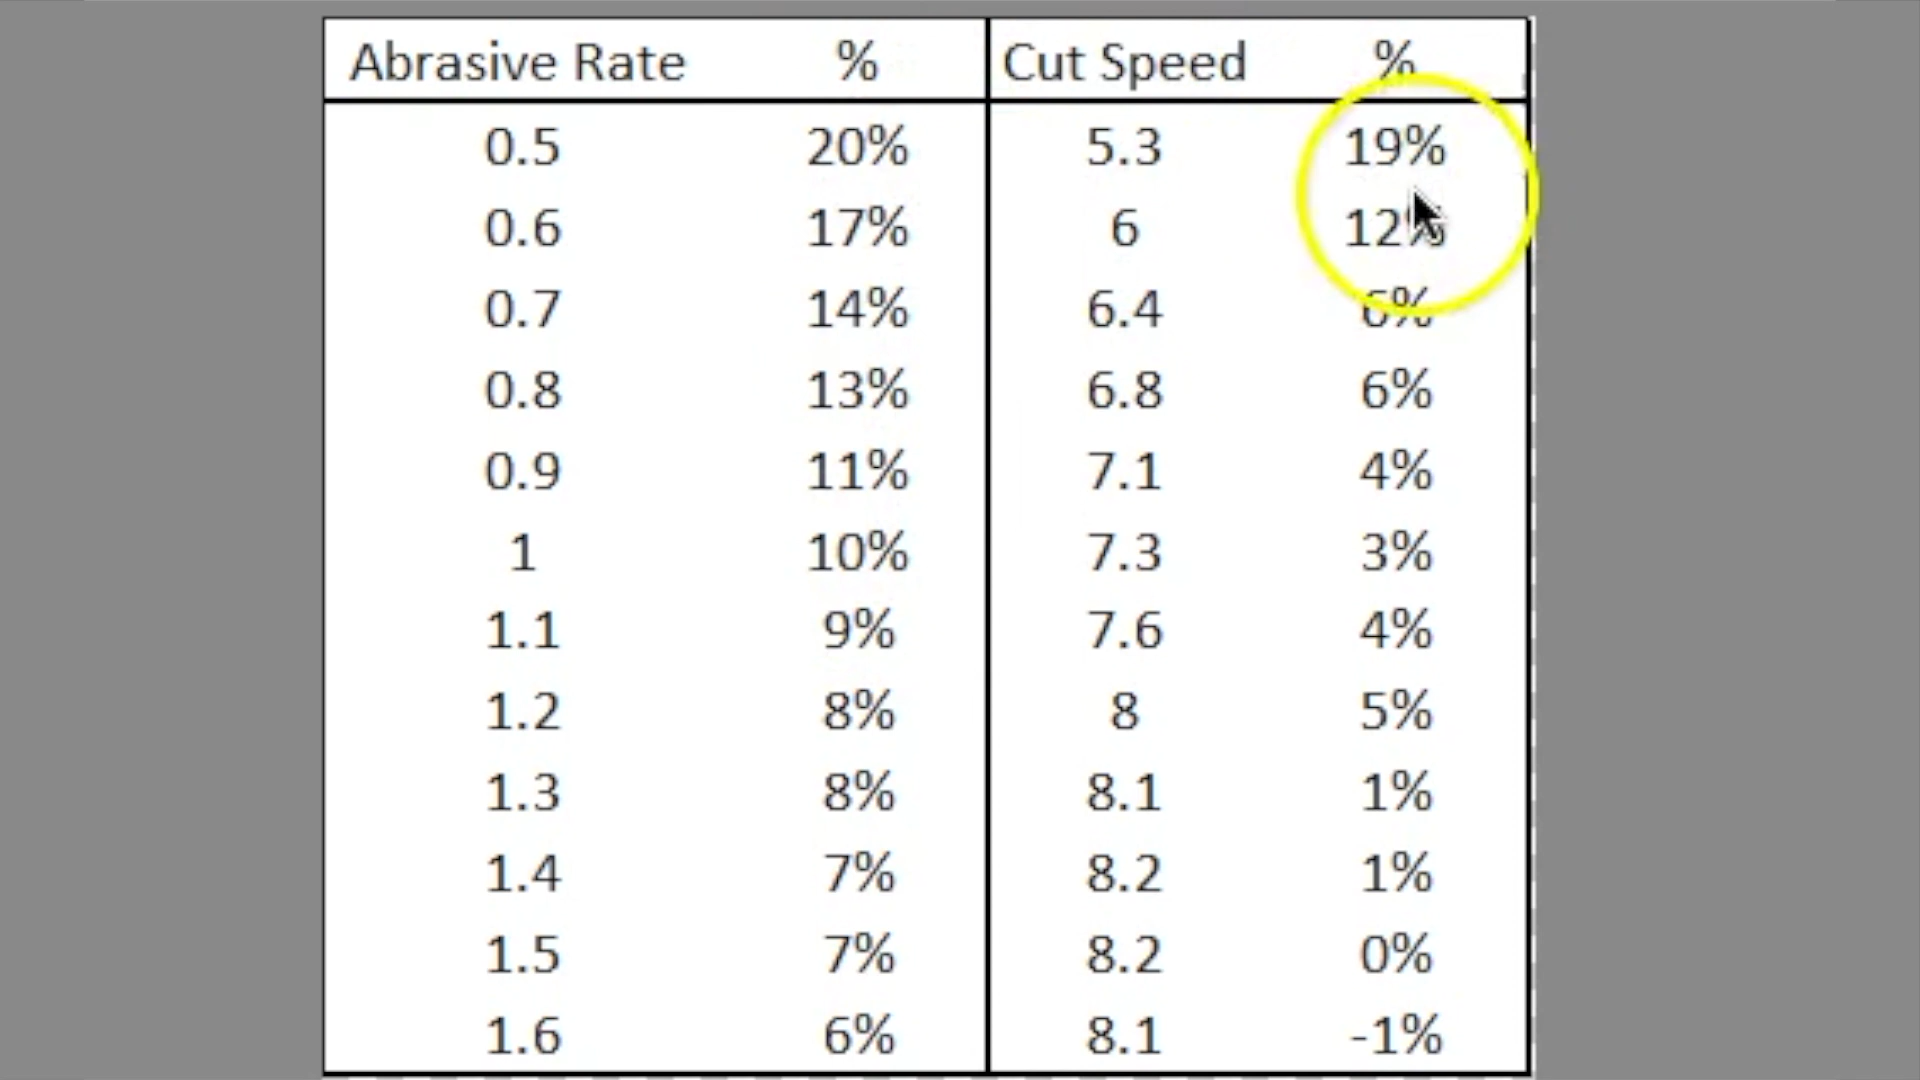 Abrasive Rate % Cut Speed %
0.5 20% 5.3 19%
0.6 17% 6 12%
0.7 14% 6.4 6%
0.8 13% 6.8 6%
0.9 11% 7.1 4%
1 10% 7.3 3%
1.1 9% 7.6 4%
1.2 8% 8 5%
1.3 8% 8.1 1%
1.4 7% 8.2 1%
1.5 7% 8.2 0%
1.6 6% 8.1 -1%